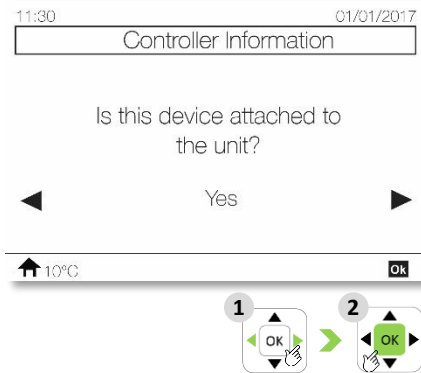 11:30 01/01/2017
Controller Information
Is this device attached to
the unit?
Yes
10ºC Ok
1 2
OK OK